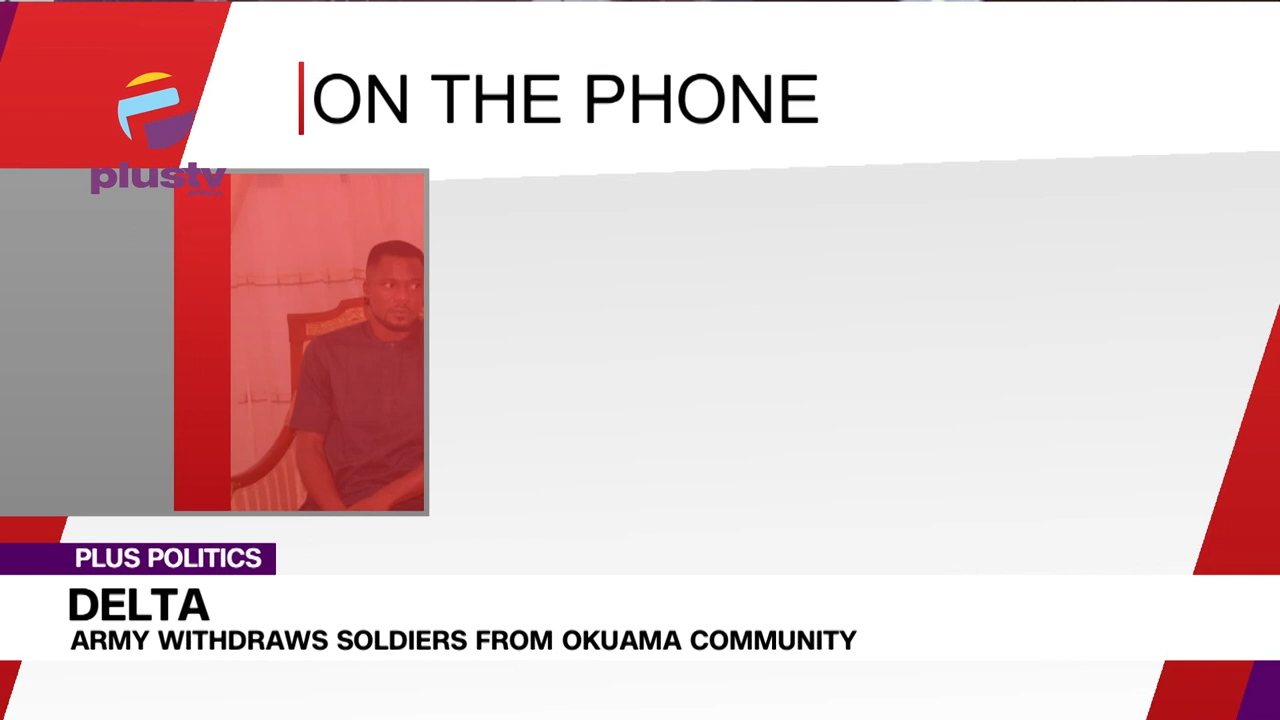 ON THE PHONE
plustv
PLUS POLITICS
DELTA
ARMY WITHDRAWS SOLDIERS FROM OKUAMA COMMUNITY